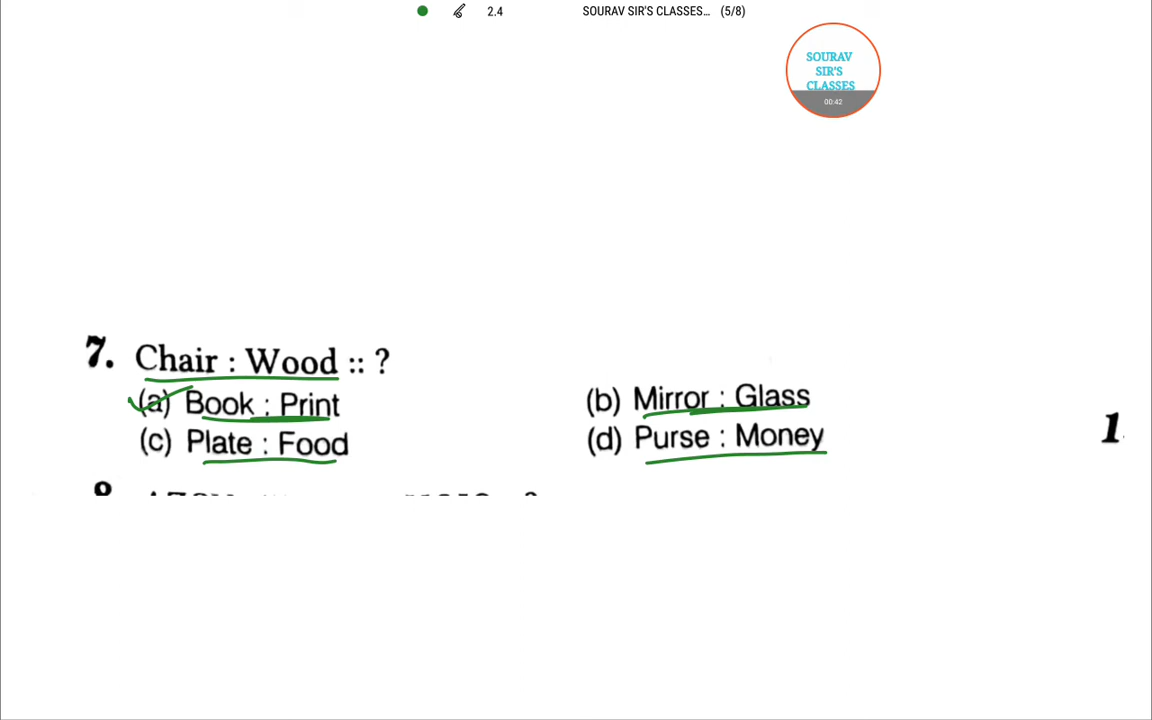 2.4 SOURAV SIR'S CLASSES... (5/8)
SOURAV
SIR'S
CLASSES
00:42
7. Chair : Wood :: ?
(a) Book : Print (b) Mirror : Glass
(c) Plate : Food (d) Purse : Money
1